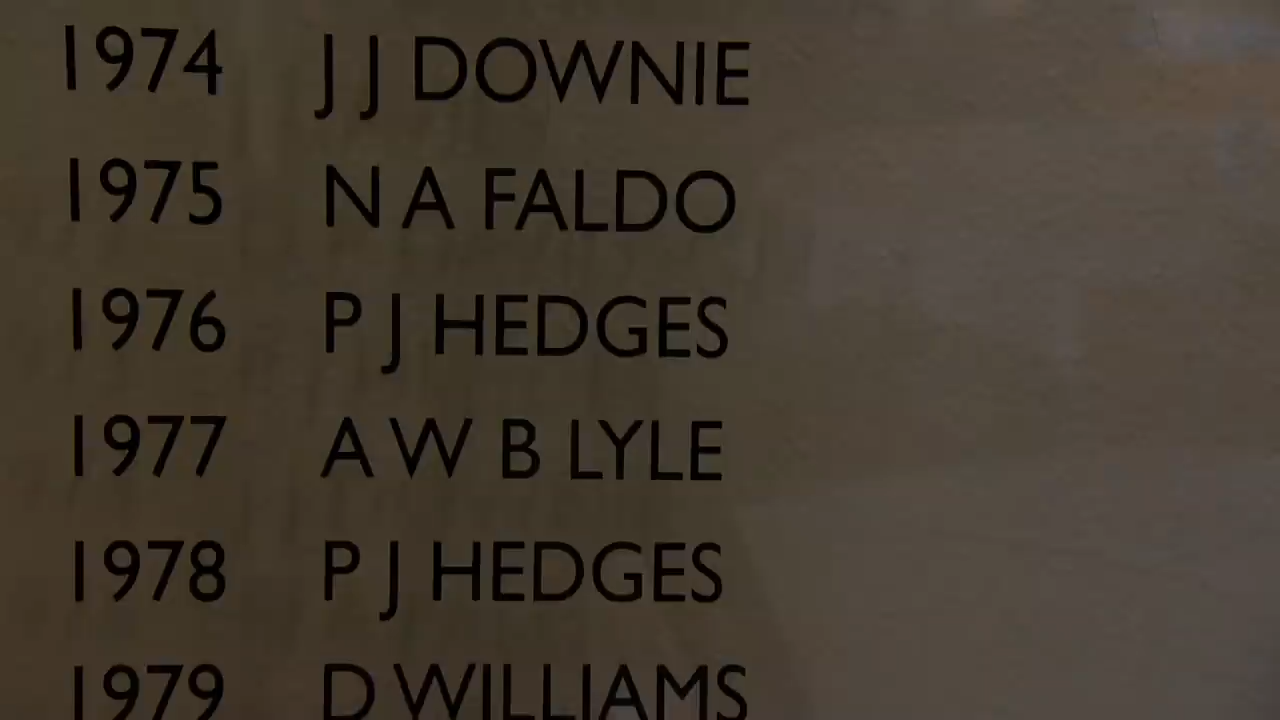 1974 J J DOWNIE
1975 N A FALDO
1976 P J HEDGES
1977 A W B LYLE
1978 P J HEDGES
1979 D WILLIAMS